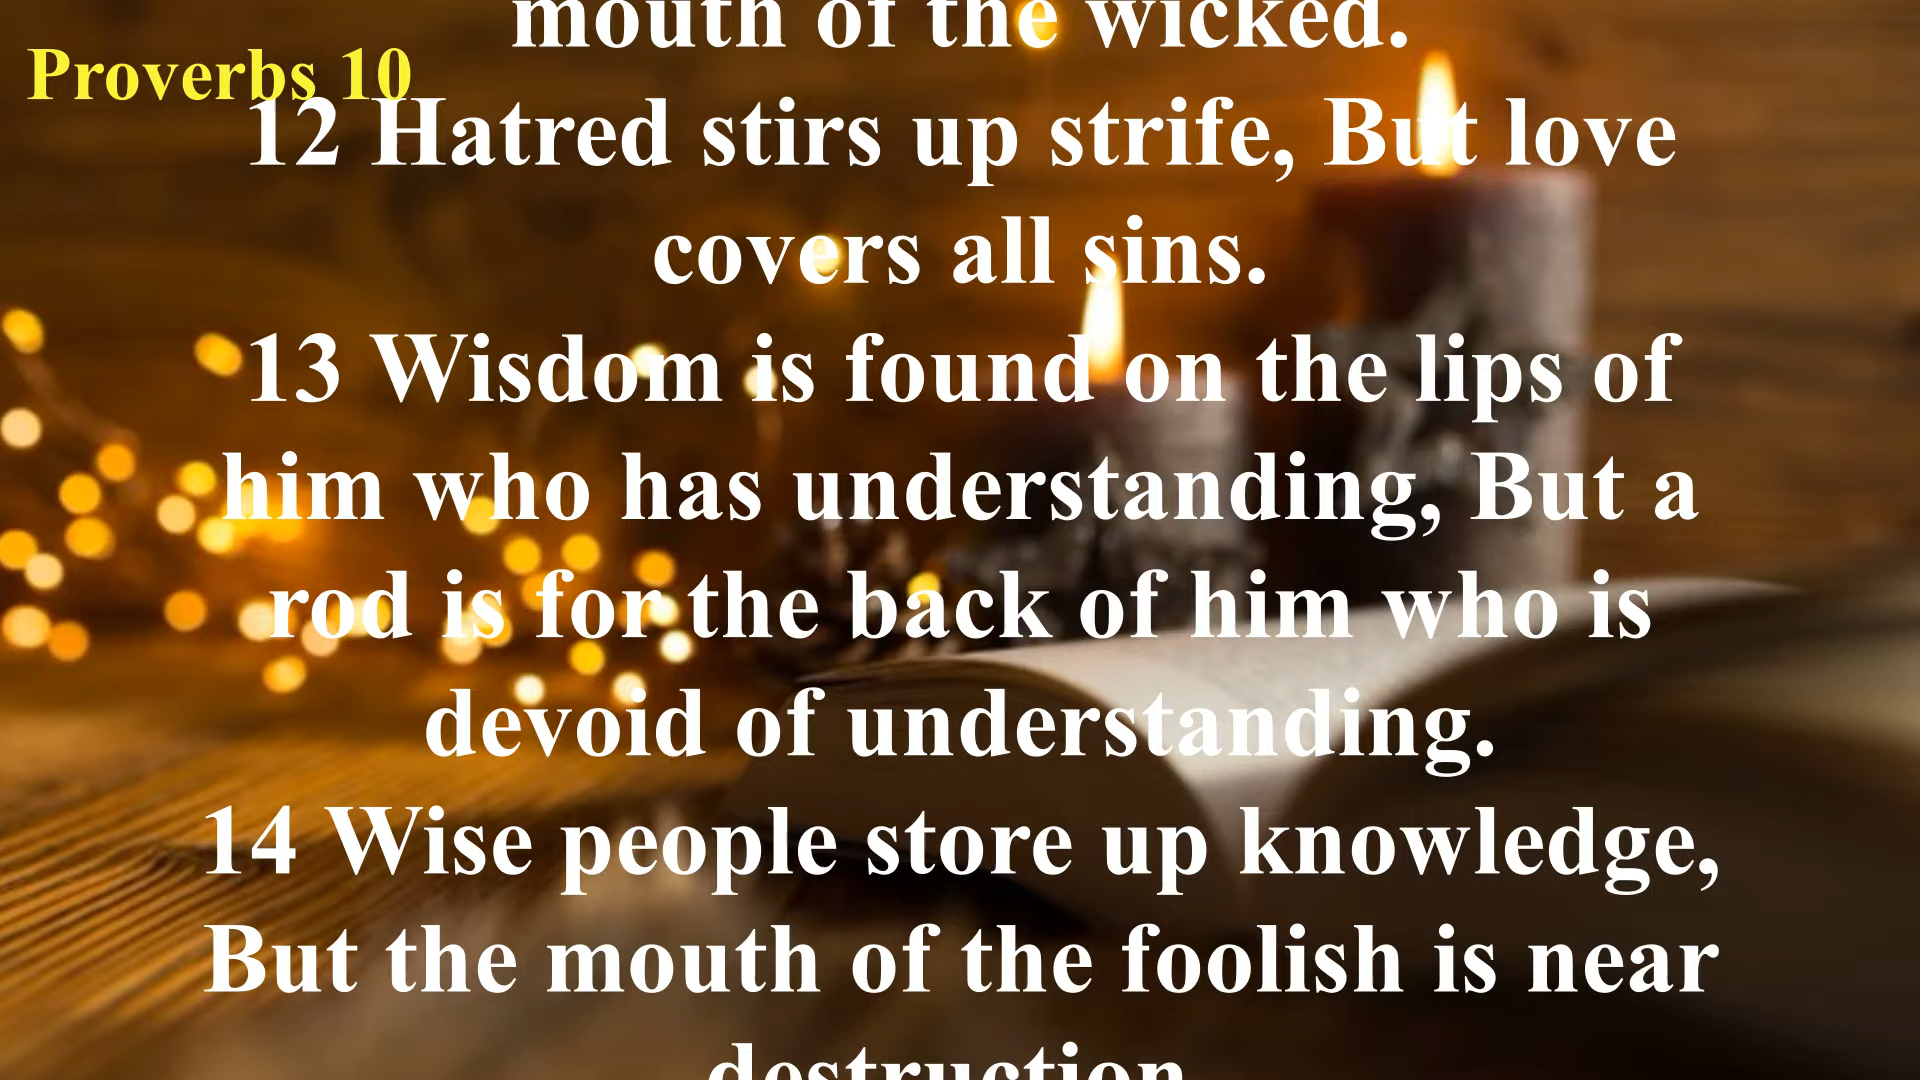 mouth of the wicked.
Proverbs 10
12 Hatred stirs up strife, But love
covers all sins.
13 Wisdom is found on the lips of
him who has understanding, But a
rod is for the back of him who is
devoid of understanding.
14 Wise people store up knowledge,
But the mouth of the foolish is near
destruction